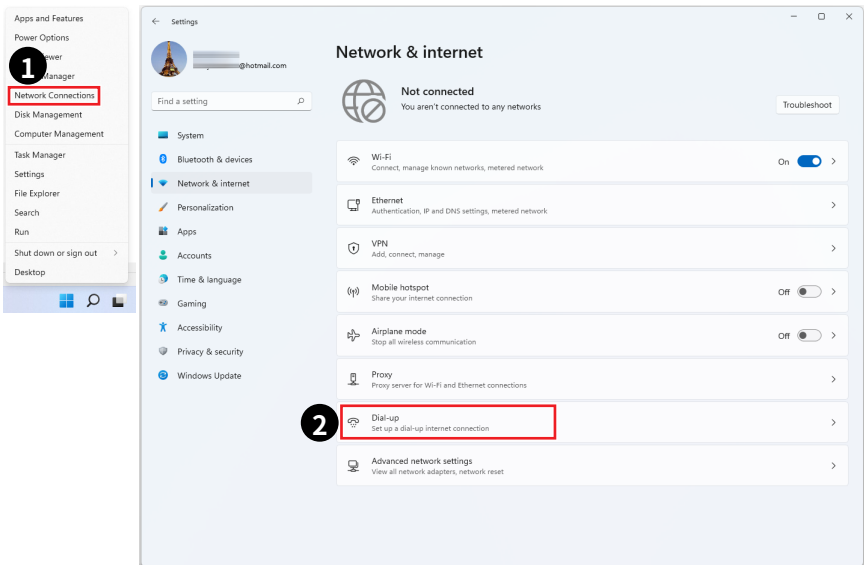 Apps and Features
Power Options
ewer
1
Manager
Network Connections
Disk Management
Computer Management
Task Manager
Settings
File Explorer
Search
Run
Shut down or sign out
Desktop
Settings
@hotmail.com
Find a setting
System
Bluetooth & devices
Network & internet
Personalization
Apps
Accounts
Time & language
Gaming
Accessibility
Privacy & security
Windows Update
Network & internet
Not connected
You aren't connected to any networks
Troubleshoot
Wi-Fi
Connect, manage known networks, metered network
On
Ethernet
Authentication, IP and DNS settings, metered network
VPN
Add, connect, manage
Mobile hotspot
Share your internet connection
Off
Airplane mode
Stop all wireless communication
Off
Proxy
Proxy server for Wi-Fi and Ethernet connections
2
Dial-up
Set up a dial-up internet connection
Advanced network settings
View all network adapters, network reset